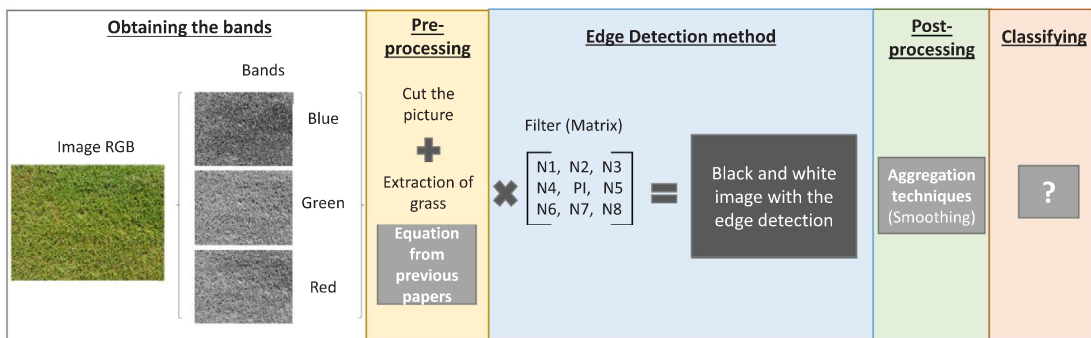 Obtaining the bands
Bands
Image RGB
Blue
Green
Red
Pre-
processing
Cut the
picture
+
Extraction of
grass
Equation
from
previous
papers
Edge Detection method
Filter (Matrix)
N1, N2, N3
N4, PI, N5
N6, N7, N8
=
Black and white
image with the
edge detection
Post-
processing
Aggregation
techniques
(Smoothing)
Classifying
?